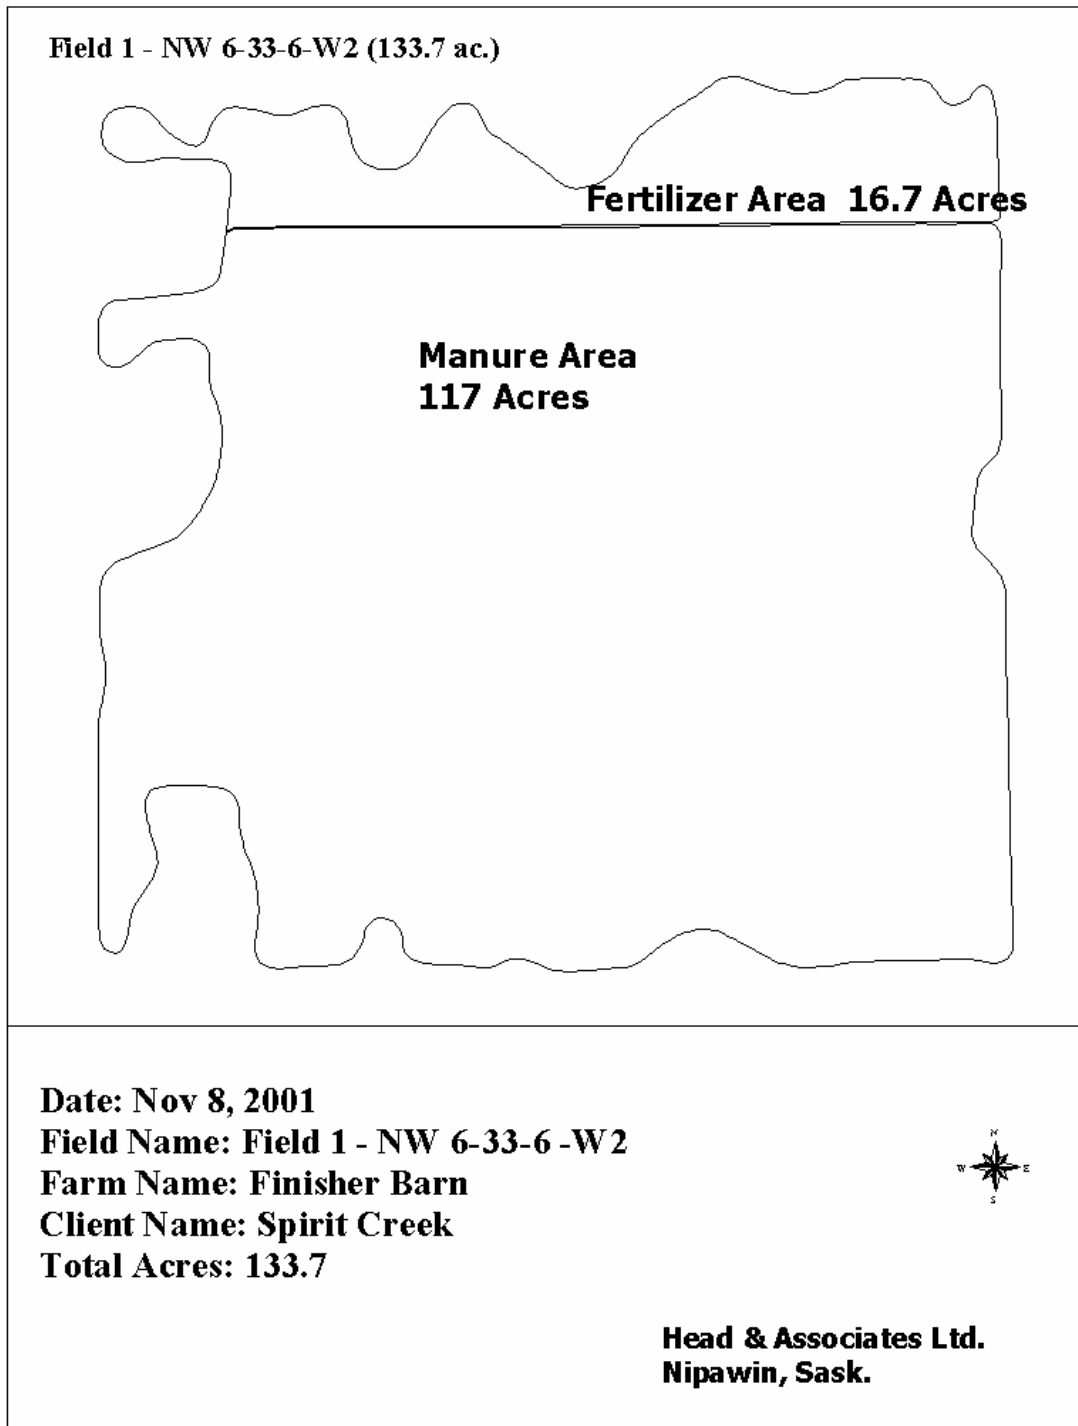 Field 1 - NW 6-33-6-W2 (133.7 ac.)
Fertilizer Area 16.7 Acres
Manure Area
117 Acres
Date: Nov 8, 2001
Field Name: Field 1 - NW 6-33-6 -W2
Farm Name: Finisher Barn
Client Name: Spirit Creek
Total Acres: 133.7
N
W E
S
Head & Associates Ltd.
Nipawin, Sask.